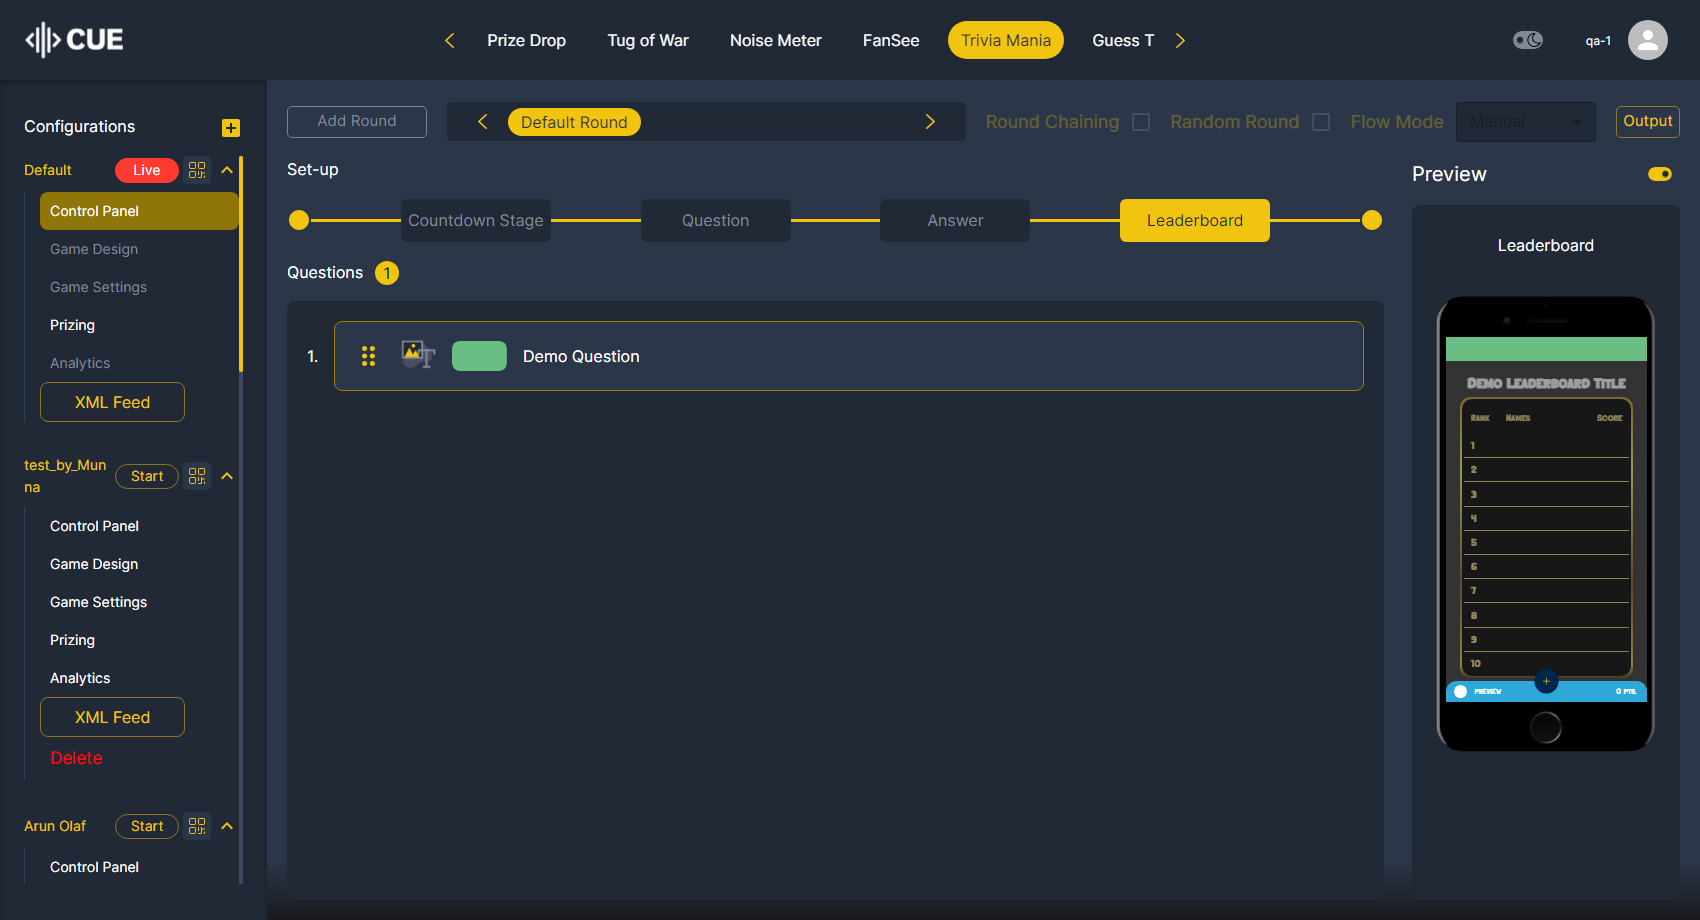 CUE
Prize Drop
Tug of War
Noise Meter
FanSee
Trivia Mania
Guess T
qa-1
Configurations
Default
Live
Control Panel
Game Design
Game Settings
Prizing
Analytics
XML Feed
test_by_Mun
na
Start
Control Panel
Game Design
Game Settings
Prizing
Analytics
XML Feed
Delete
Arun Olaf
Start
Control Panel
Add Round
Default Round
Round Chaining
Random Round
Flow Mode
Manual
Output
Set-up
Countdown Stage
Question
Answer
Leaderboard
Questions 1
1.
Demo Question
Preview
Leaderboard
Demo Leaderboard Title
Rank Names Score
1
2
3
4
5
6
7
8
9
10
PREVIEW
0 PTS.